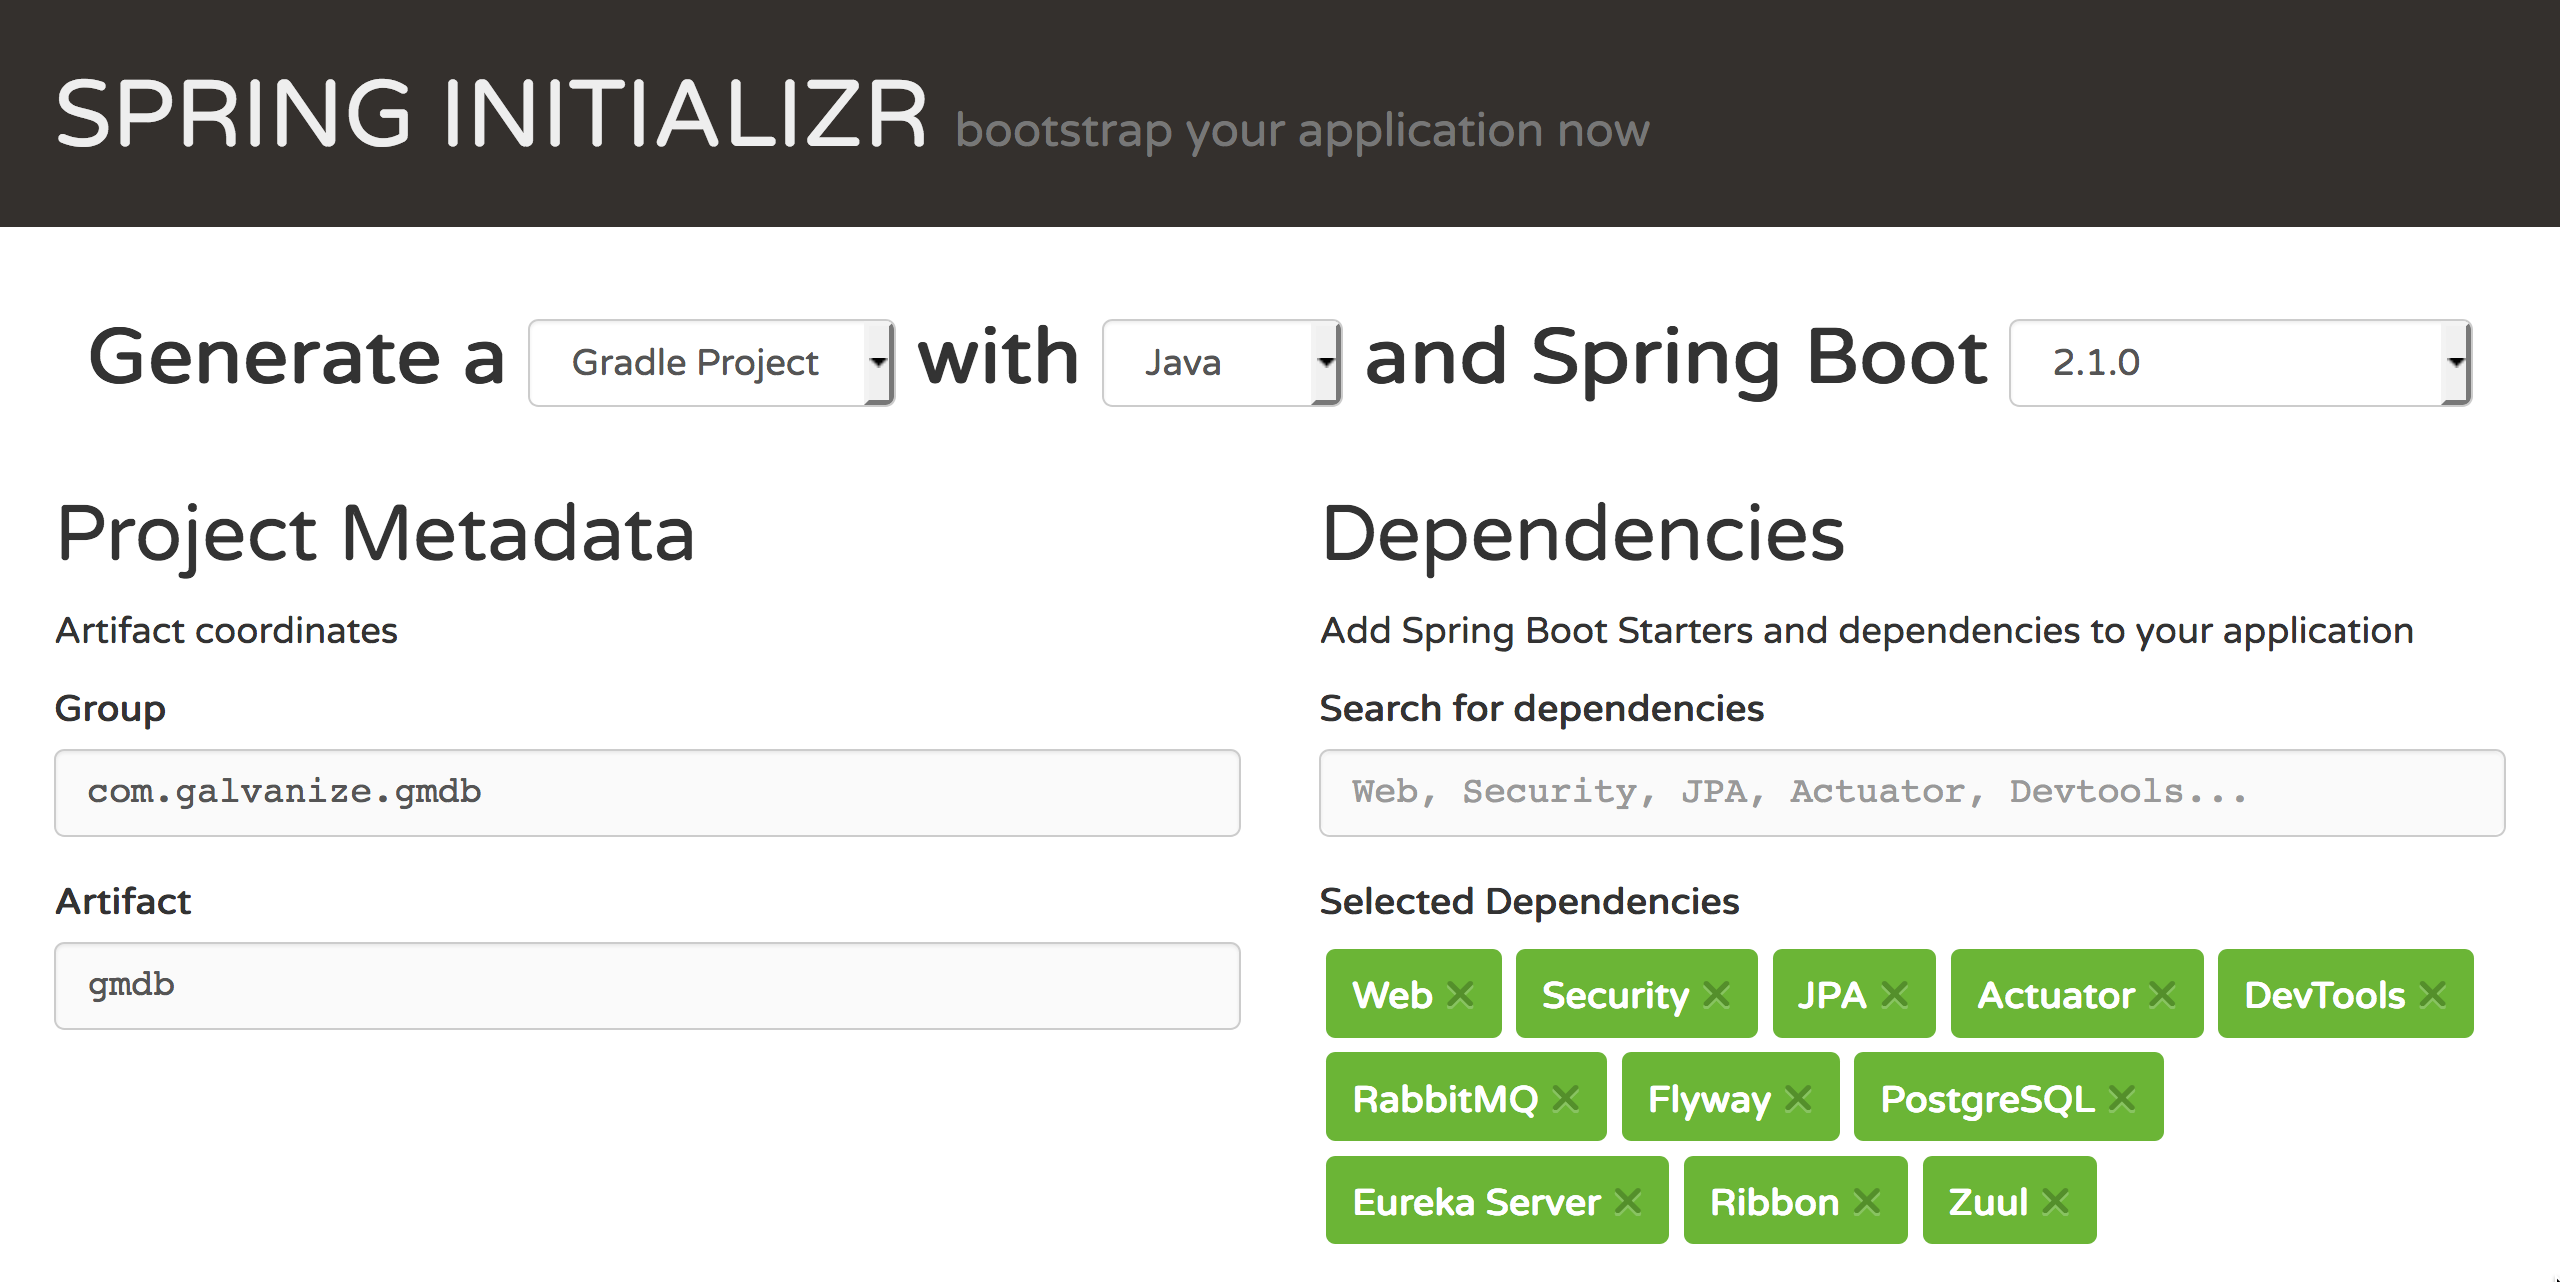 SPRING INITIALIZR bootstrap your application now
Generate a Gradle Project with Java and Spring Boot 2.1.0
Project Metadata
Artifact coordinates
Group
com.galvanize.gmdb
Artifact
gmdb
Dependencies
Add Spring Boot Starters and dependencies to your application
Search for dependencies
Web, Security, JPA, Actuator, Devtools...
Selected Dependencies
Web Security JPA Actuator DevTools
RabbitMQ Flyway PostgreSQL
Eureka Server Ribbon Zuul